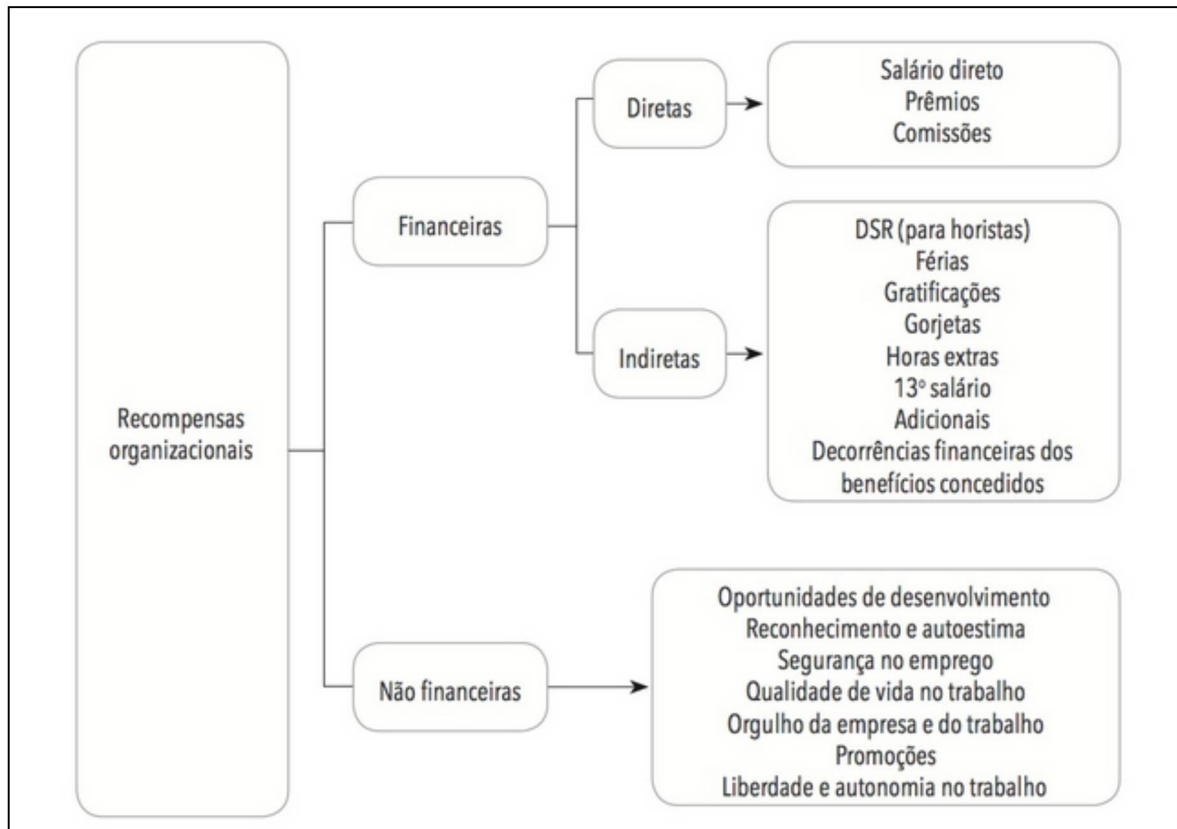 Recompensas
organizacionais
Financeiras
Diretas
Salário direto
Prêmios
Comissões
Indiretas
DSR (para horistas)
Férias
Gratificações
Gorjetas
Horas extras
13º salário
Adicionais
Decorrências financeiras dos
benefícios concedidos
Não financeiras
Oportunidades de desenvolvimento
Reconhecimento e autoestima
Segurança no emprego
Qualidade de vida no trabalho
Orgulho da empresa e do trabalho
Promoções
Liberdade e autonomia no trabalho